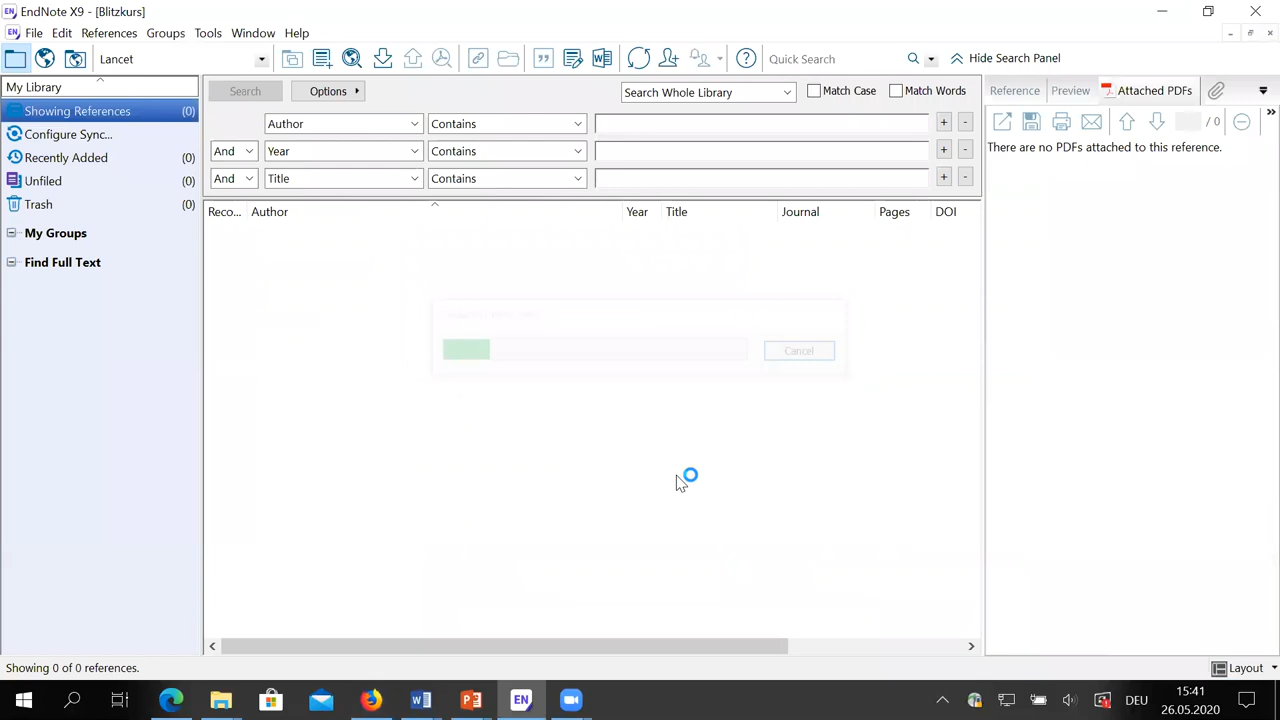 EndNote X9 - [Blitzkurs]
File Edit References Groups Tools Window Help
Lancet
Quick Search
Hide Search Panel
My Library
Showing References (0)
Configure Sync...
Recently Added (0)
Unfiled (0)
Trash (0)
My Groups
Find Full Text
Search
Options
Search Whole Library
Match Case
Match Words
Author Contains
And Year Contains
And Title Contains
Reco... Author Year Title Journal Pages DOI
Cancel
Reference Preview Attached PDFs
/ 0
There are no PDFs attached to this reference.
Showing 0 of 0 references.
Layout
DEU
15:41
26.05.2020